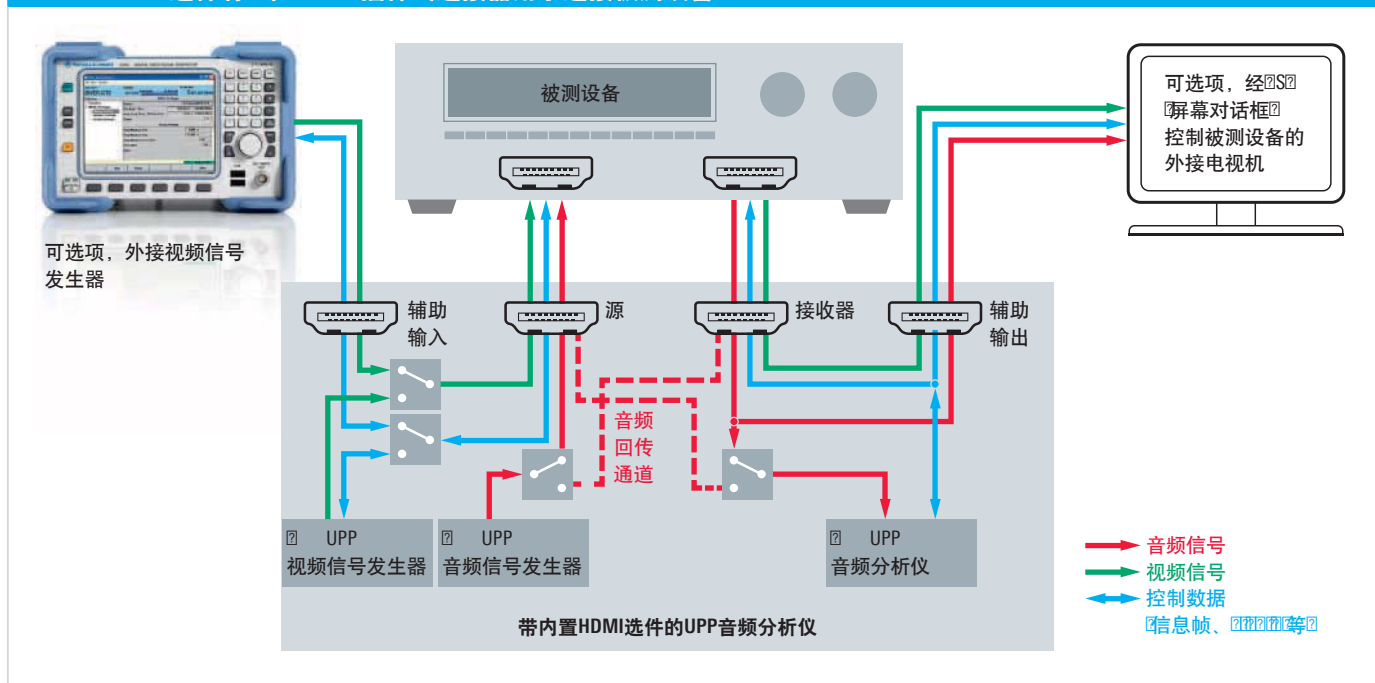 被测设备
可选项，经
屏幕对话框
控制被测设备的
外接电视机
可选项，外接视频信号
发生器
辅助
输入
源
接收器
辅助
输出
音频
回传
通道
UPP
视频信号发生器
UPP
音频信号发生器
UPP
音频分析仪
带内置HDMI选件的UPP音频分析仪
音频信号
视频信号
控制数据
信息帧、等